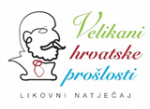 Velikani
hrvatske
prošlosti
LIKOVNI NATJEČAJ